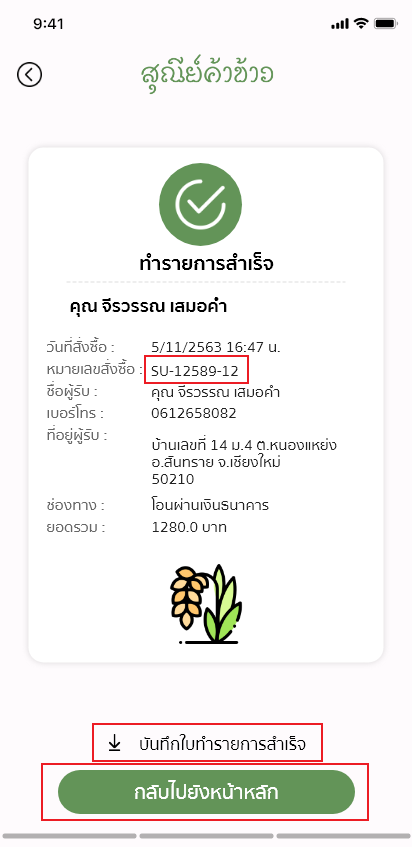 9:41
สุณีย์ค้าข้าว
ทำรายการสำเร็จ
คุณ จีรวรรณ เสมอคำ
วันที่สั่งซื้อ : 5/11/2563 16:47 น.
หมายเลขสั่งซื้อ : SU-12589-12
ชื่อผู้รับ : คุณ จีรวรรณ เสมอคำ
เบอร์โทร : 0612658082
ที่อยู่ผู้รับ : บ้านเลขที่ 14 ม.4 ต.หนองแหย่ง
อ.สันทราย จ.เชียงใหม่
50210
ช่องทาง : โอนผ่านเงินธนาคาร
ยอดรวม : 1280.0 บาท
บันทึกใบทำรายการสำเร็จ
กลับไปยังหน้าหลัก